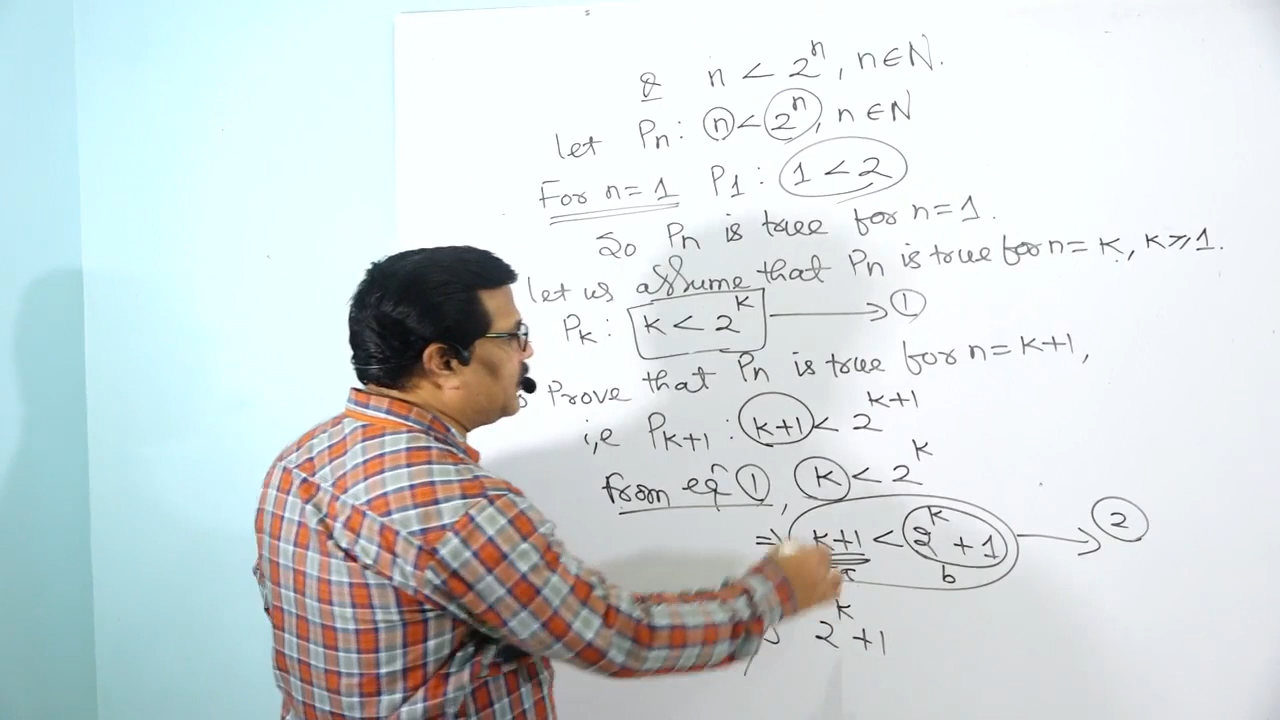 Q n < 2ⁿ, n ∈ N.
let Pn : n < 2ⁿ, n ∈ N
For n = 1 P1 : 1 < 2
So Pn is true for n = 1.
let us assume that Pn is true for n = K, K ≥ 1.
PK : K < 2^K → ①
Prove that Pn is true for n = K+1,
i,e PK+1 : K+1 < 2^K+1
from eq ①, K < 2^K
⇒ K+1 < 2^K + 1 → ②
b
2^K + 1